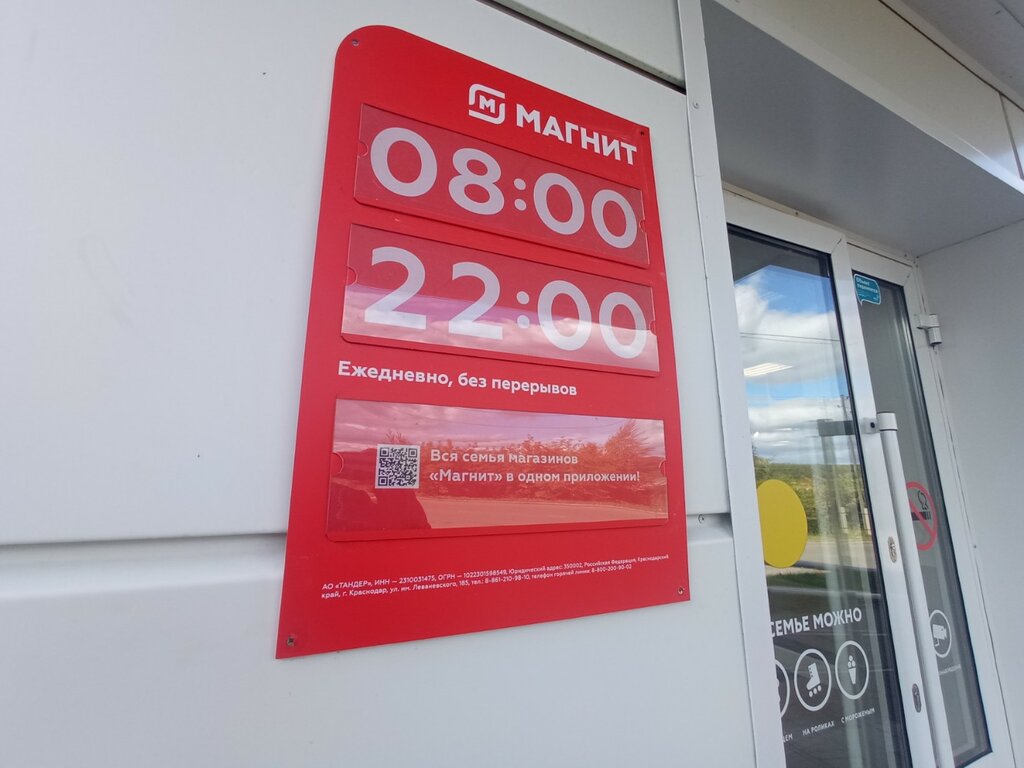 МАГНИТ
08:00
22:00
Ежедневно, без перерывов
Вся семья магазинов
«Магнит» в одном приложении!
АО «ТАНДЕР», ИНН — 2310031475, ОГРН — 1022301598549, Юридический адрес: 350002, Российская Федерация, Краснодарский
край, г. Краснодар, ул. им. Леваневского, 185, тел.: 8-861-210-98-10, телефон горячей линии: 8-800-200-90-02
СЕМЬЕ МОЖНО
НА РОЛИКАХ
С МОРОЖЕНЫМ